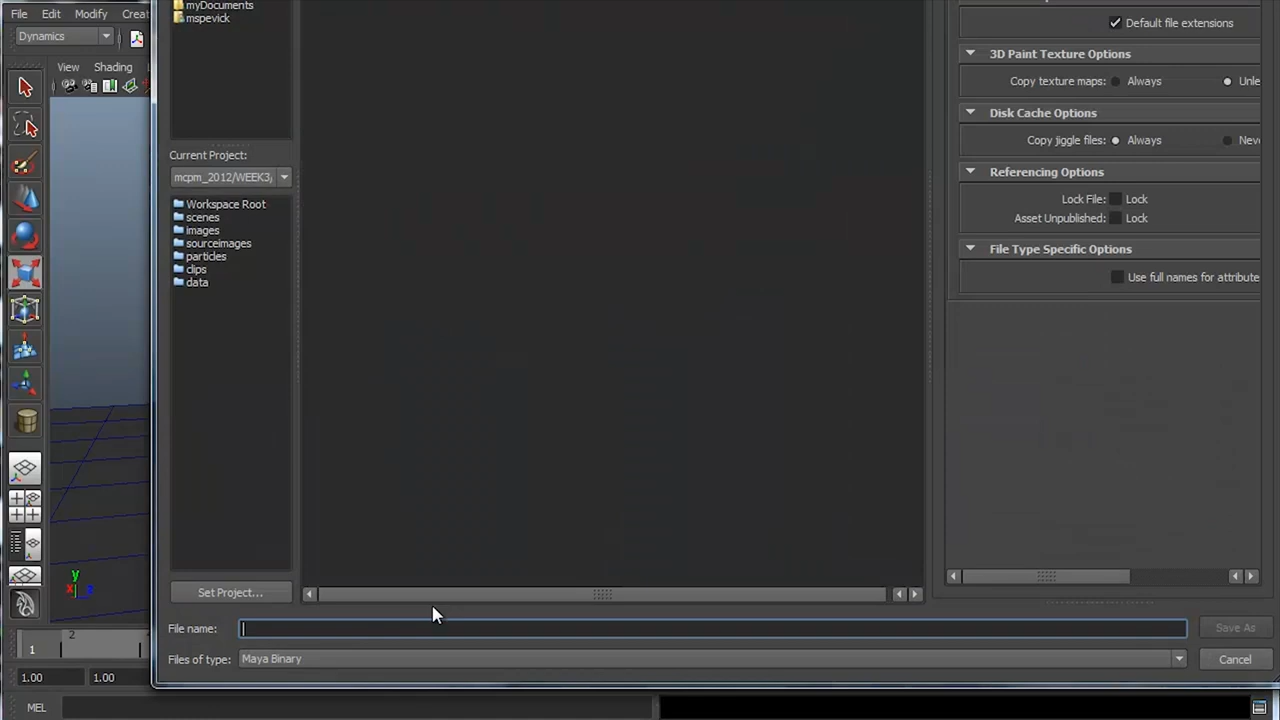 File Edit Modify Creat
myDocuments
mspevick
Default file extensions
Dynamics
3D Paint Texture Options
View Shading
Copy texture maps: Always Unle
Disk Cache Options
Copy jiggle files: Always Neve
Current Project:
Referencing Options
mcpm_2012/WEEK3/
Lock File: Lock
Workspace Root
scenes
Asset Unpublished: Lock
images
sourceimages
File Type Specific Options
particles
clips
Use full names for attribute
data
Set Project...
y
x z
File name:
Save As
1 2
Files of type: Maya Binary
Cancel
1.00 1.00
MEL